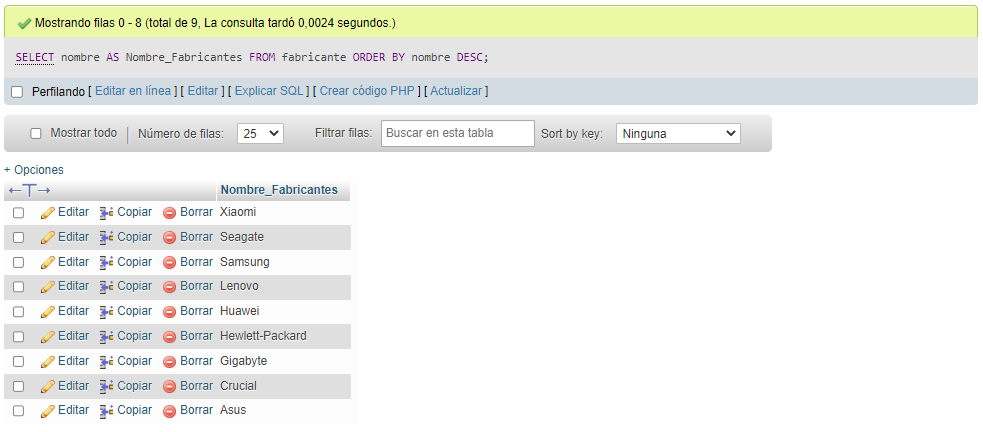 Mostrando filas 0 - 8 (total de 9, La consulta tardó 0,0024 segundos.)
SELECT nombre AS Nombre_Fabricantes FROM fabricante ORDER BY nombre DESC;
Perfilando [ Editar en línea ] [ Editar ] [ Explicar SQL ] [ Crear código PHP ] [ Actualizar ]
Mostrar todo Número de filas: 25 Filtrar filas: Buscar en esta tabla Sort by key: Ninguna
+ Opciones
←T→ Nombre_Fabricantes
Editar Copiar Borrar Xiaomi
Editar Copiar Borrar Seagate
Editar Copiar Borrar Samsung
Editar Copiar Borrar Lenovo
Editar Copiar Borrar Huawei
Editar Copiar Borrar Hewlett-Packard
Editar Copiar Borrar Gigabyte
Editar Copiar Borrar Crucial
Editar Copiar Borrar Asus